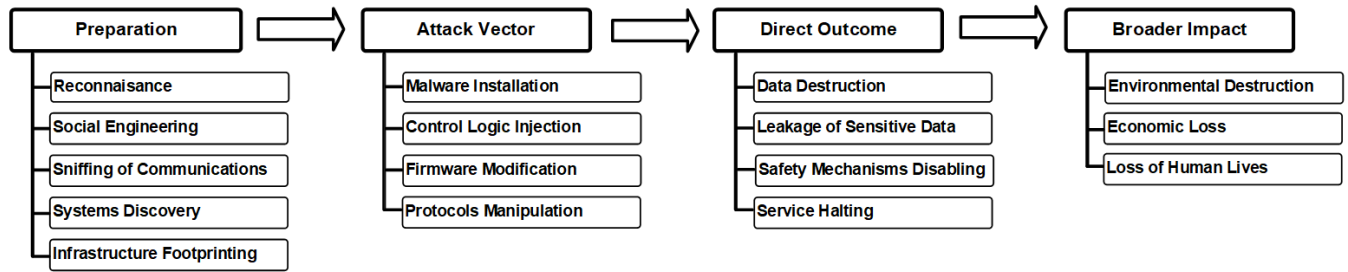 Preparation
Reconnaisance
Social Engineering
Sniffing of Communications
Systems Discovery
Infrastructure Footprinting
Attack Vector
Malware Installation
Control Logic Injection
Firmware Modification
Protocols Manipulation
Direct Outcome
Data Destruction
Leakage of Sensitive Data
Safety Mechanisms Disabling
Service Halting
Broader Impact
Environmental Destruction
Economic Loss
Loss of Human Lives